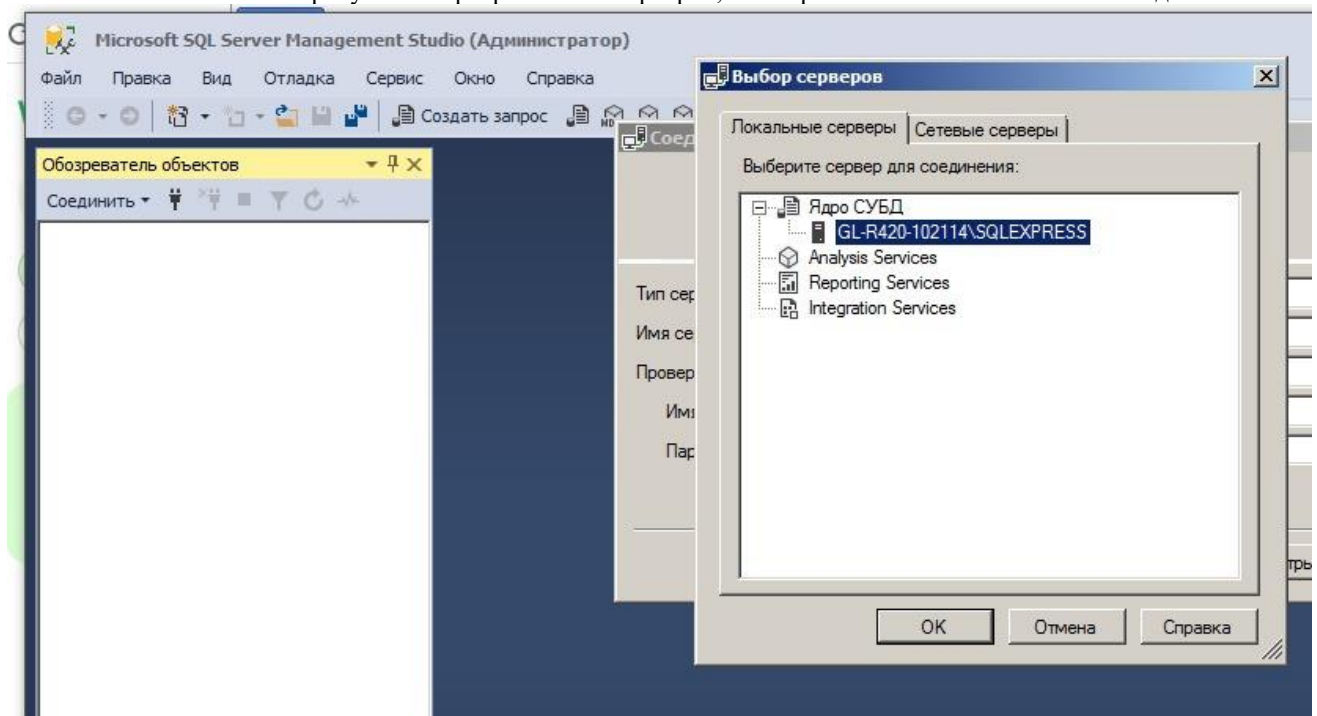 Microsoft SQL Server Management Studio (Администратор)
Файл Правка Вид Отладка Сервис Окно Справка
Создать запрос
Обозреватель объектов
Соединить
Соед
Тип сер
Имя се
Провер
Имя
Пар
тры
Выбор серверов
Локальные серверы Сетевые серверы
Выберите сервер для соединения:
Ядро СУБД
GL-R420-102114\SQLEXPRESS
Analysis Services
Reporting Services
Integration Services
OK Отмена Справка